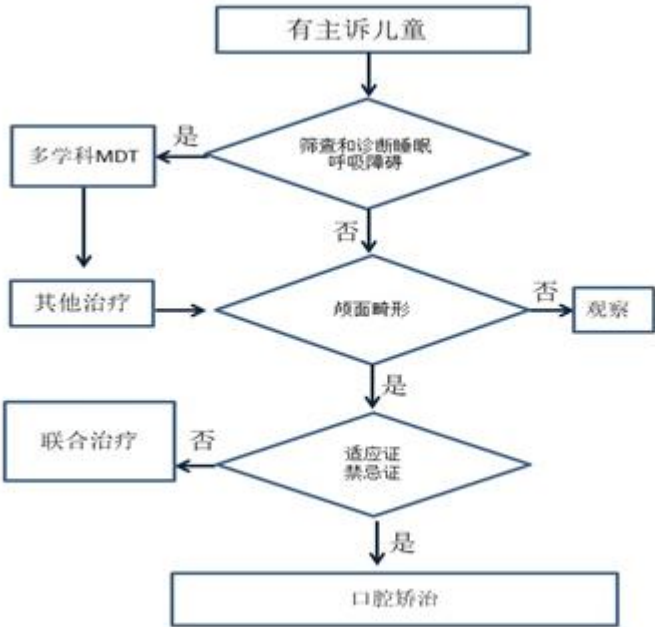 有主诉儿童
筛查和诊断睡眠
呼吸障碍
是
多学科MDT
否
其他治疗
颅面畸形
否
观察
是
联合治疗
否
适应证
禁忌证
是
口腔矫治